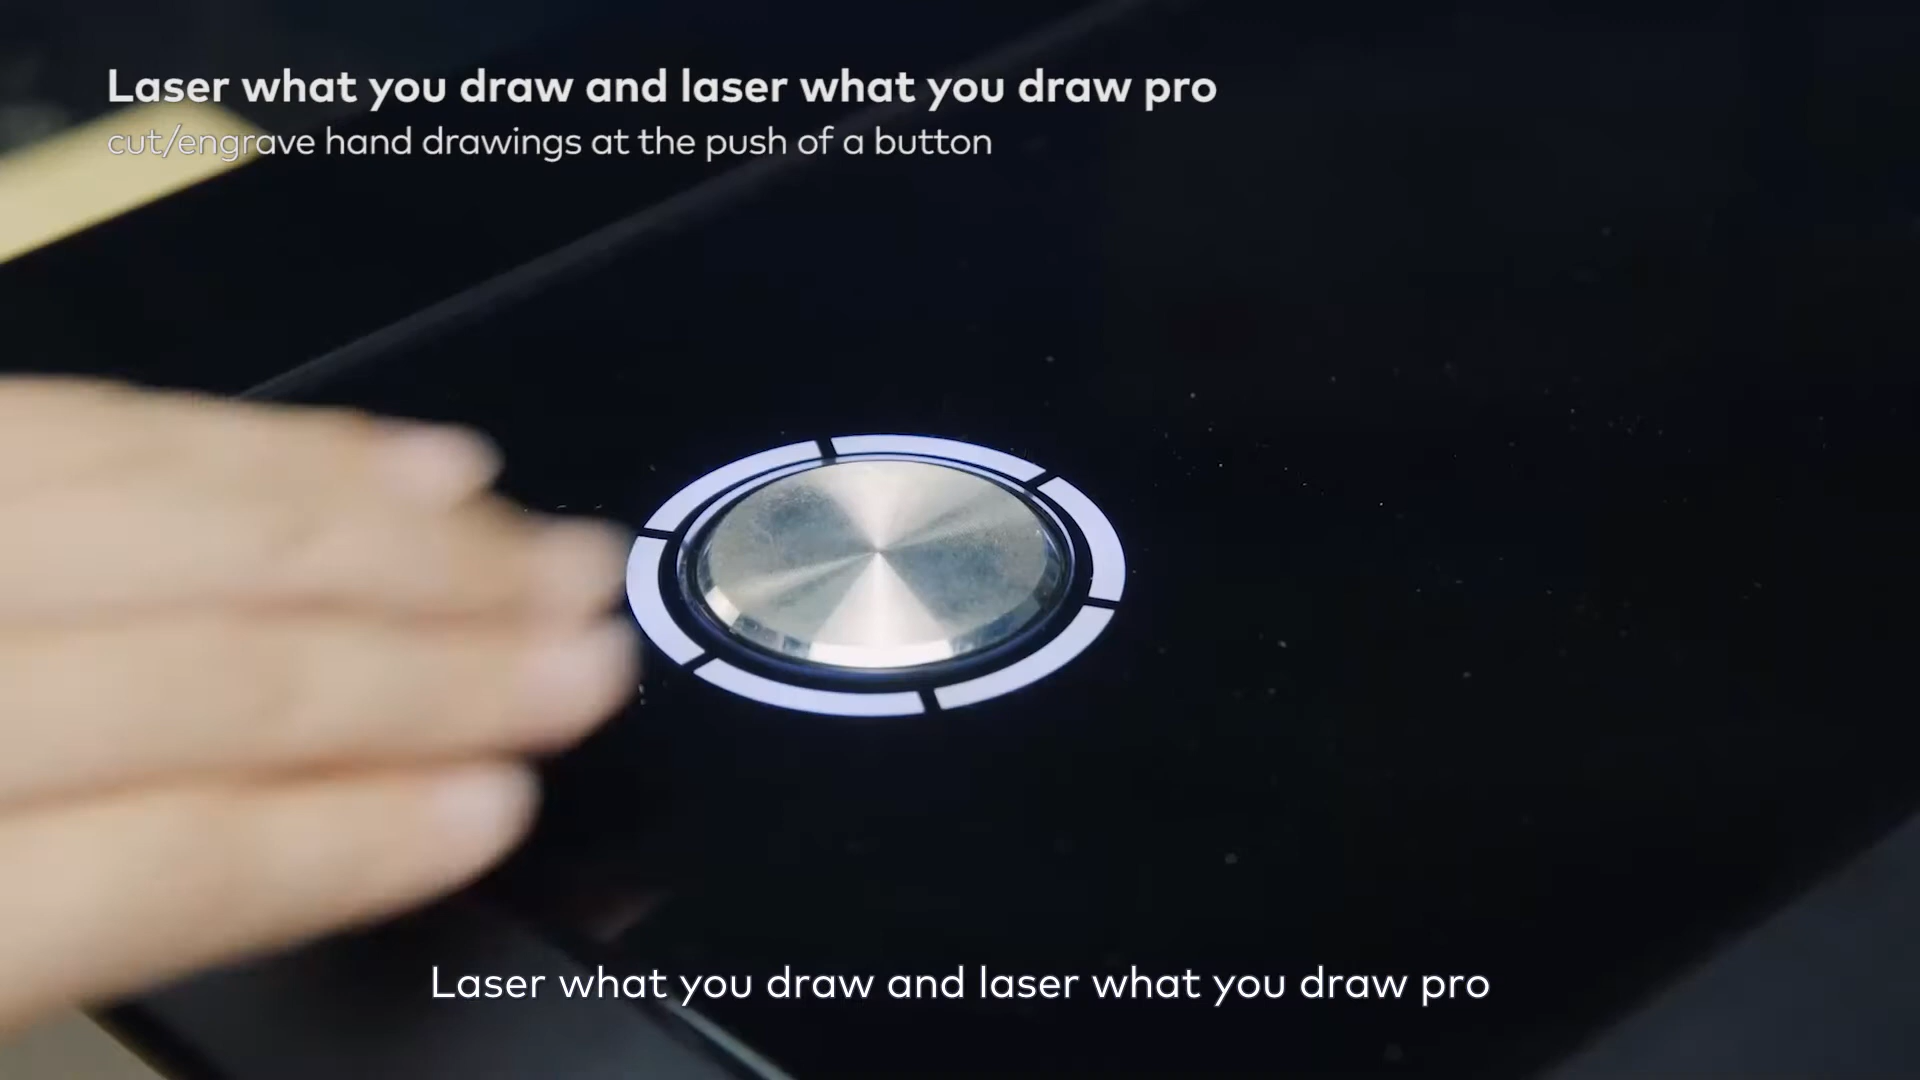 Laser what you draw and laser what you draw pro
cut/engrave hand drawings at the push of a button
Laser what you draw and laser what you draw pro